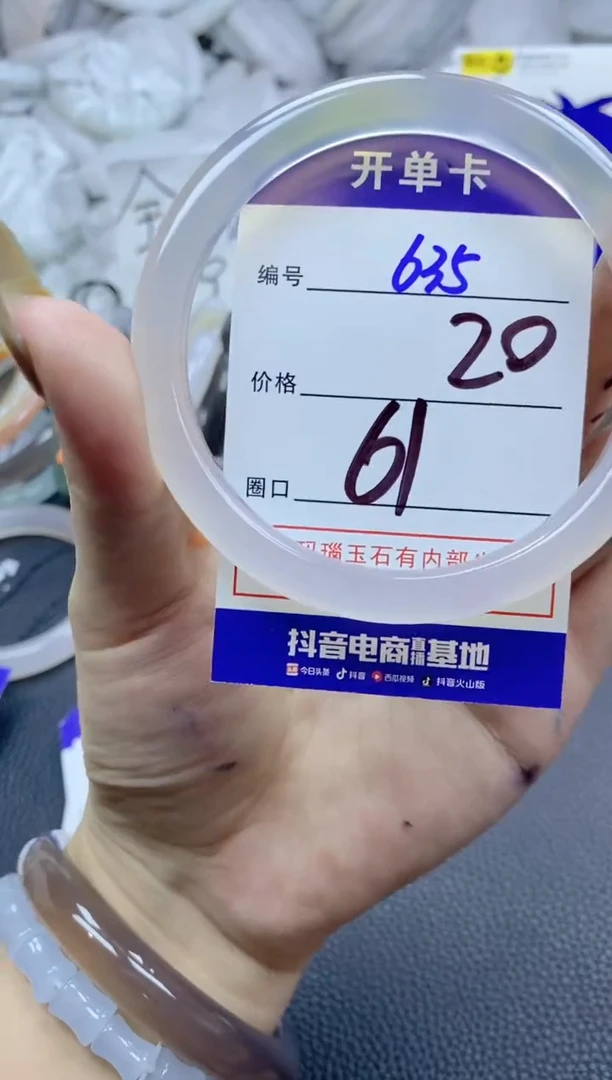 开单卡
编号 635
20
价格
圈口 61
玛瑙玉石有内部
抖音电商直播基地
今日头条 抖音 西瓜视频 抖音火山版